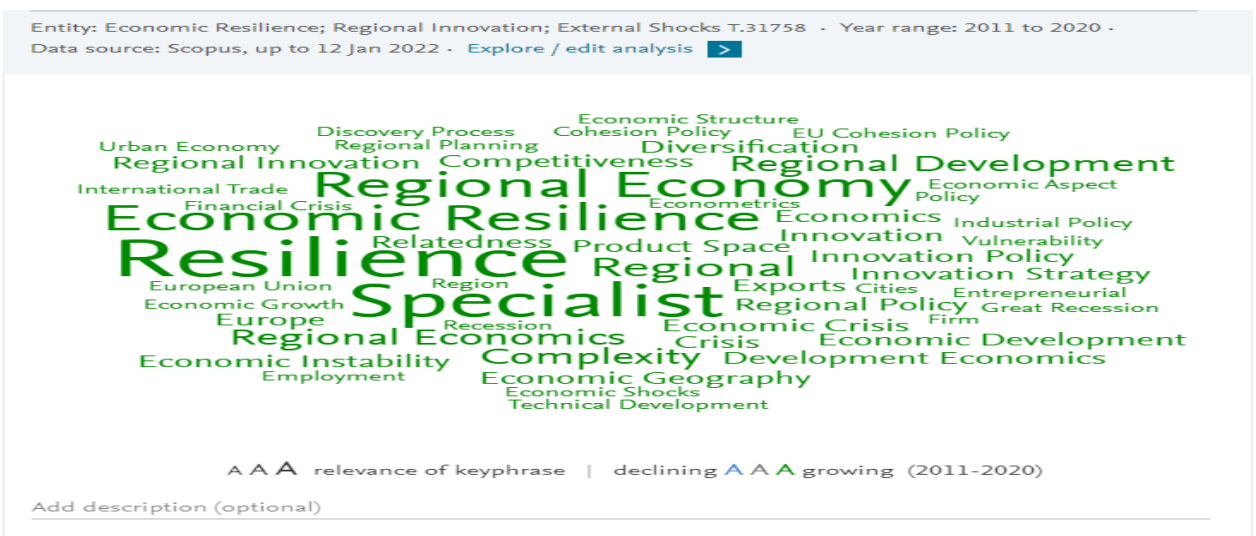 Entity: Economic Resilience; Regional Innovation; External Shocks T.31758 · Year range: 2011 to 2020 ·
Data source: Scopus, up to 12 Jan 2022 · Explore / edit analysis >
Economic Structure
Discovery Process Cohesion Policy EU Cohesion Policy
Urban Economy Regional Planning Diversification
Regional Innovation Competitiveness Regional Development
International Trade Regional Economy Economic Aspect
Financial Crisis Econometrics Policy
Economic Resilience Economics Industrial Policy
Relatedness Product Space Innovation Vulnerability
Resilience Regional Innovation Policy
Innovation Strategy
European Union Region Exports Cities Entrepreneurial
Economic Growth Specialist Regional Policy Great Recession
Europe Recession Economic Crisis Firm
Regional Economics Crisis Economic Development
Economic Instability Complexity Development Economics
Employment Economic Geography
Economic Shocks
Technical Development
A A A relevance of keyphrase | declining A A A growing (2011-2020)
Add description (optional)